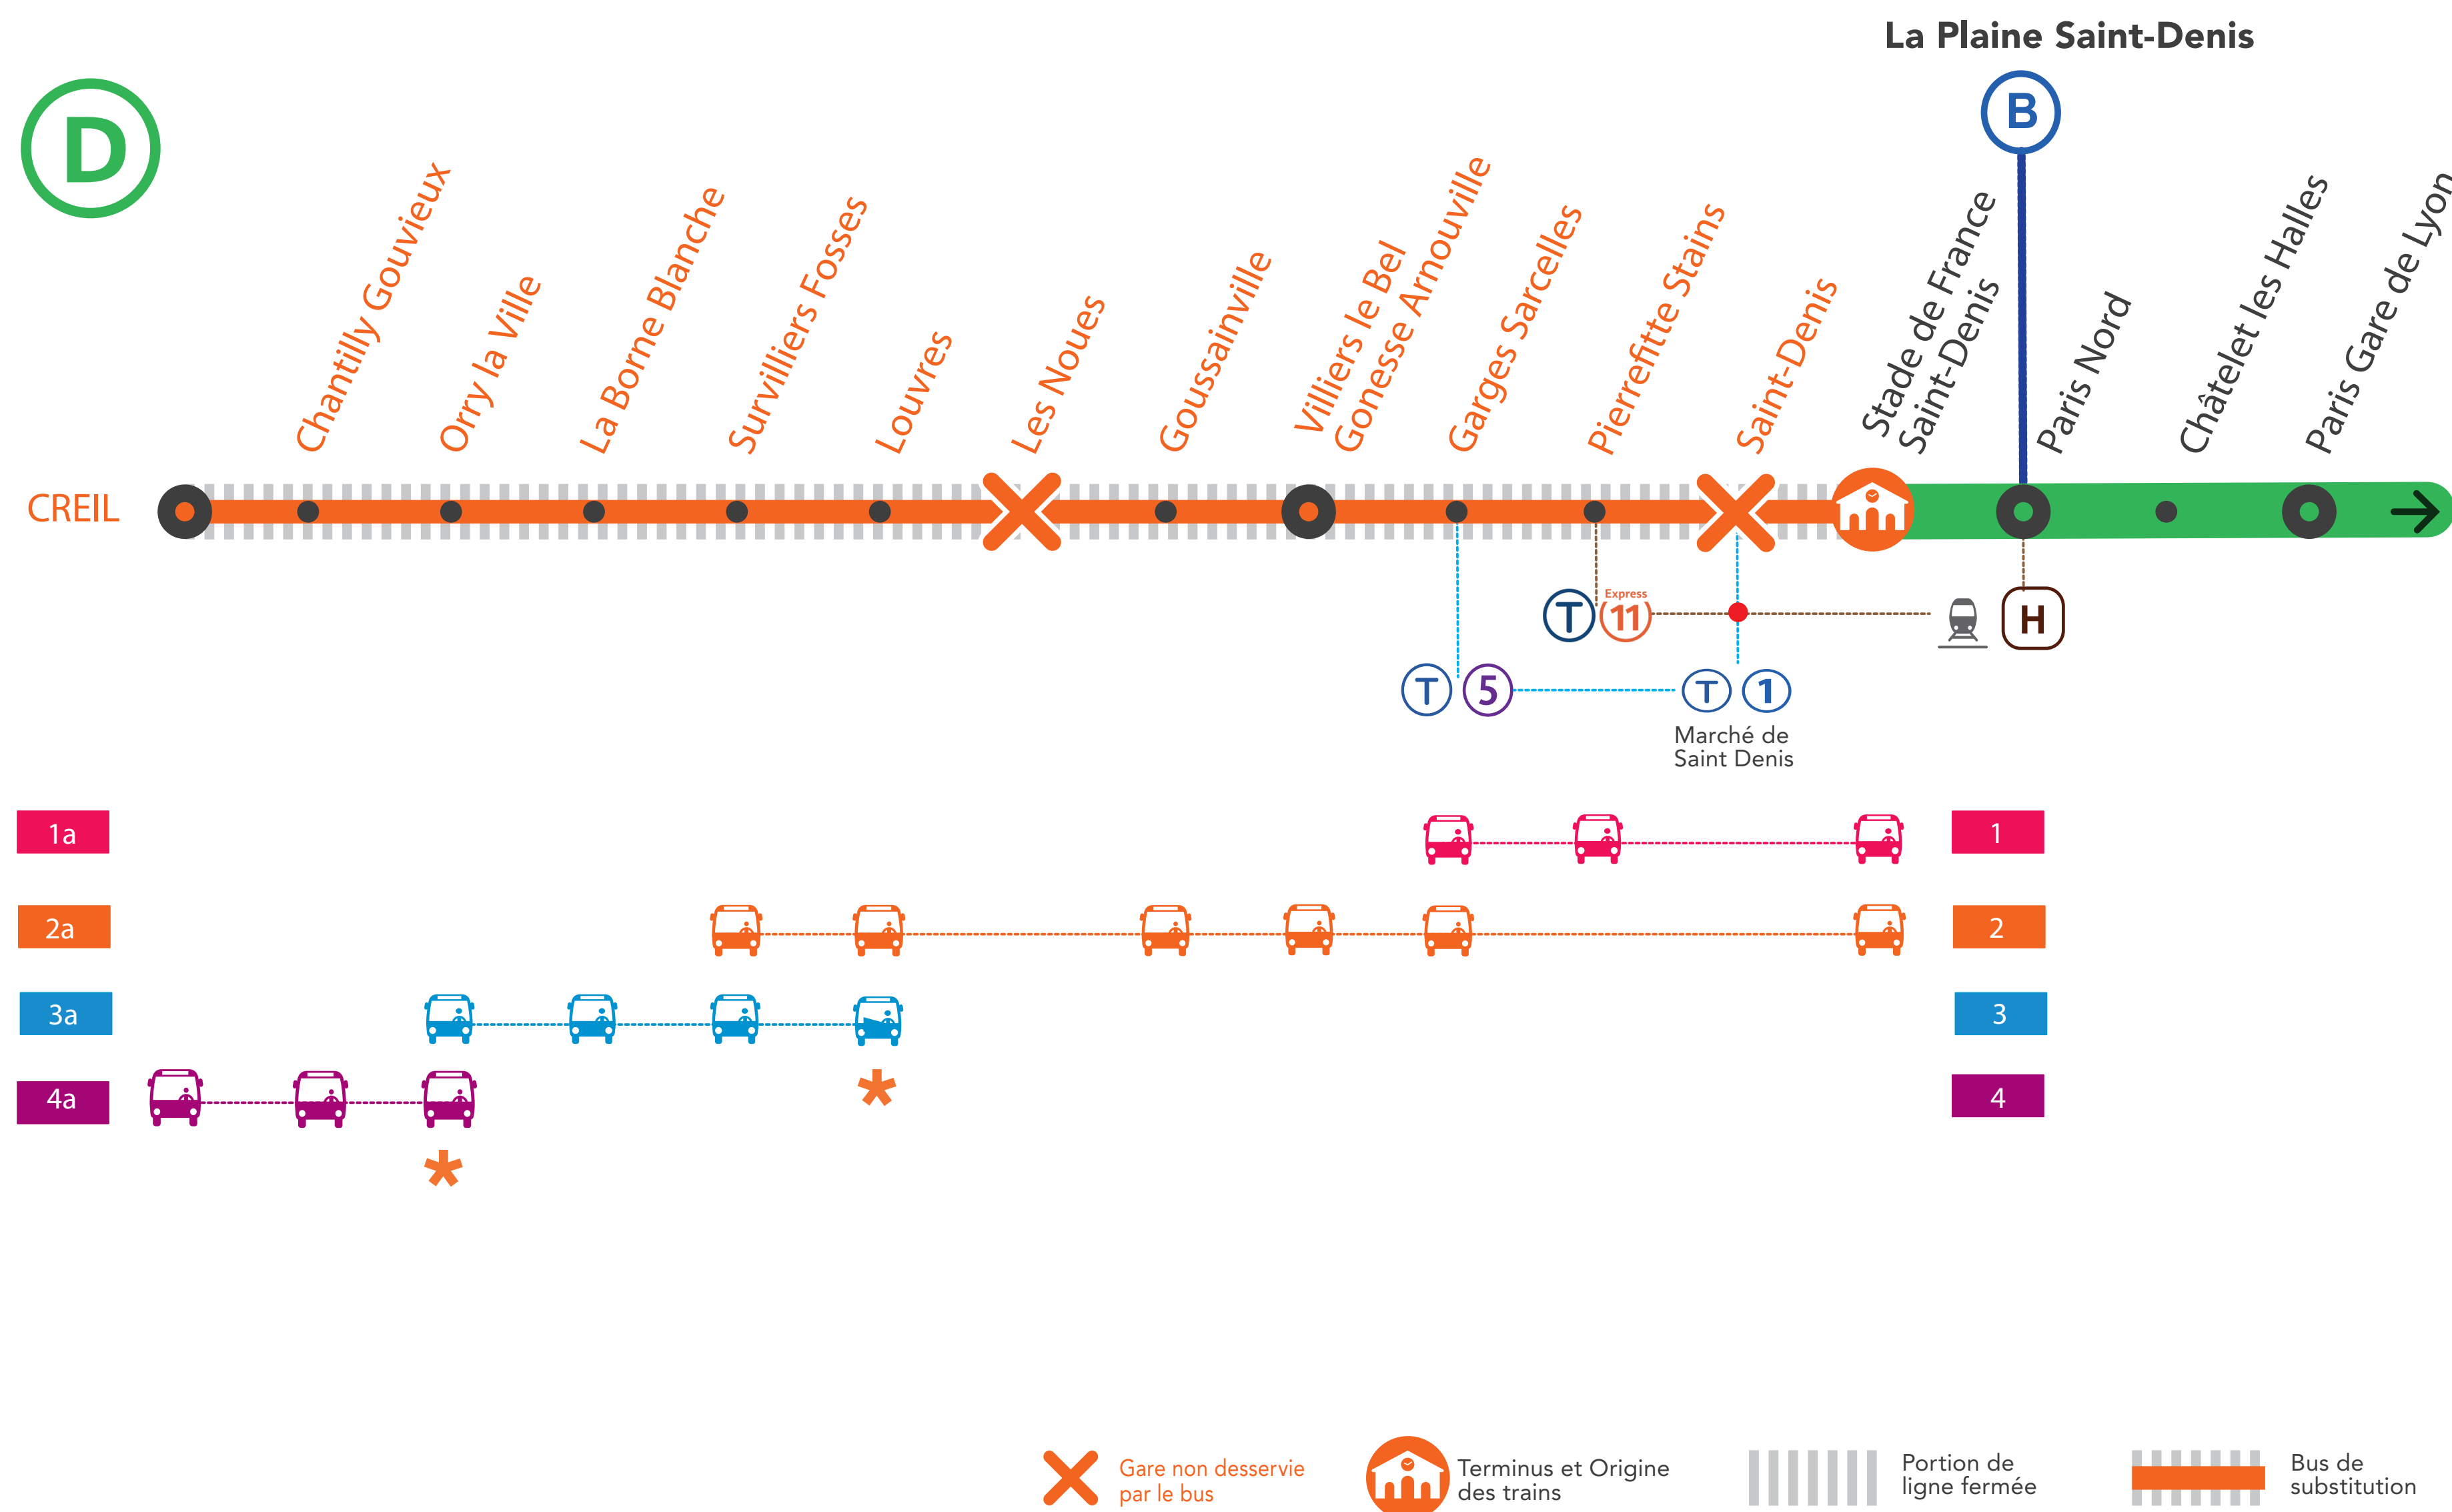 La Plaine Saint-Denis
D
B
Chantilly Gouvieux
Orry la Ville
La Borne Blanche
Survilliers Fosses
Louvres
Les Noues
Goussainville
Villiers le Bel
Gonesse Arnouville
Garges Sarcelles
Pierrefitte Stains
Saint-Denis
Stade de France
Saint-Denis
Paris Nord
Châtelet les Halles
Paris Gare de Lyon
CREIL
Express
T 11
H
T 5
T 1
Marché de
Saint Denis
1a
1
2a
2
3a
3
*
4a
4
*
Gare non desservie
par le bus
Terminus et Origine
des trains
Portion de
ligne fermée
Bus de
substitution